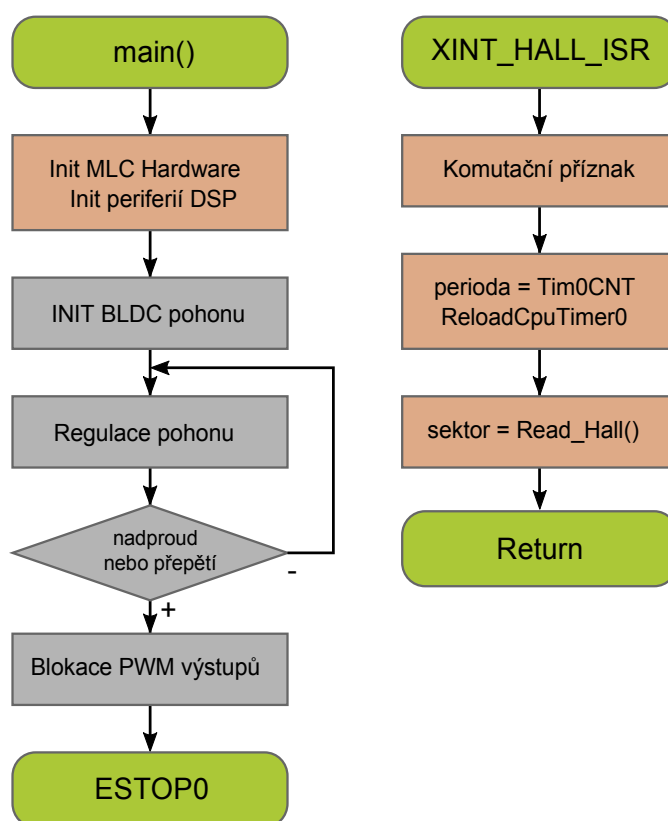 main()
Init MLC Hardware
Init periferií DSP
INIT BLDC pohonu
Regulace pohonu
nadproud
nebo přepětí
-
+
Blokace PWM výstupů
ESTOP0
XINT_HALL_ISR
Komutační příznak
perioda = Tim0CNT
ReloadCpuTimer0
sektor = Read_Hall()
Return